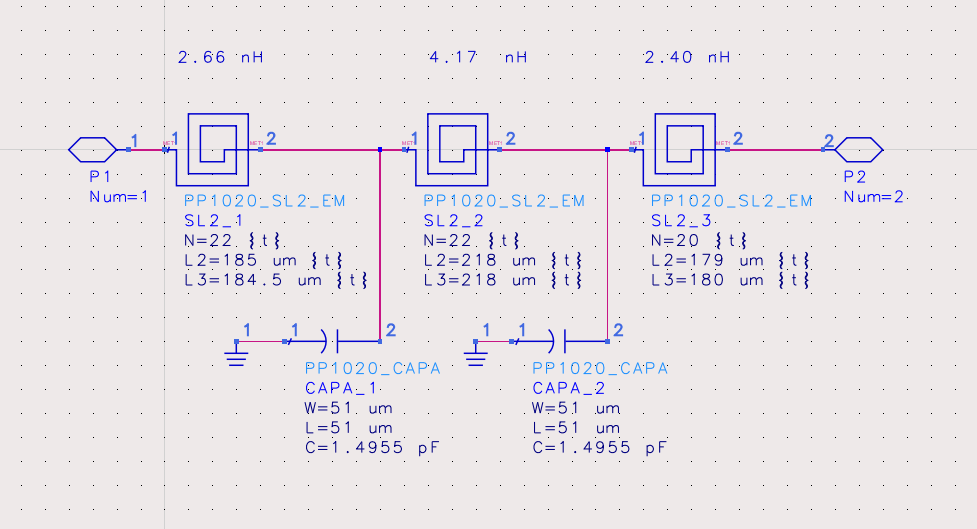 2.66 nH
4.17 nH
2.40 nH
1
1
2
1
2
1
2
2
P1
Num=1
PP1020_SL2_EM
SL2_1
N=22 {t}
L2=185 um {t}
L3=184.5 um {t}
PP1020_SL2_EM
SL2_2
N=22 {t}
L2=218 um {t}
L3=218 um {t}
PP1020_SL2_EM
SL2_3
N=20 {t}
L2=179 um {t}
L3=180 um {t}
P2
Num=2
1
1
2
1
1
2
PP1020_CAPA
CAPA_1
W=51 um
L=51 um
C=1.4955 pF
PP1020_CAPA
CAPA_2
W=51 um
L=51 um
C=1.4955 pF